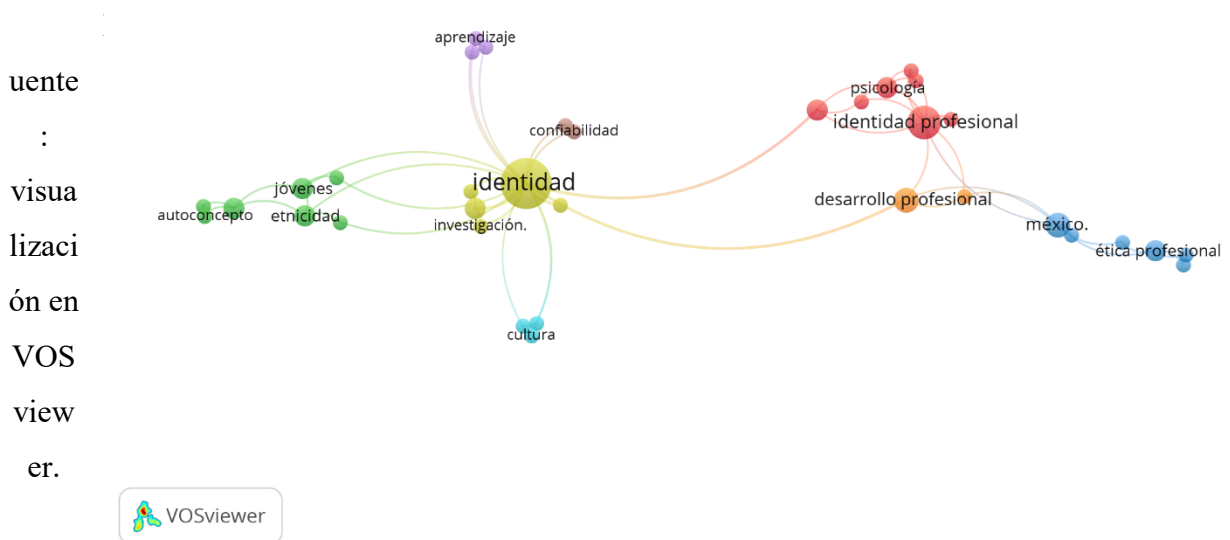 uente
:
visua
lizaci
ón en
VOS
view
er.
aprendizaje
psicología
identidad profesional
confiabilidad
identidad
jóvenes
desarrollo profesional
autoconcepto
etnicidad
investigación.
méxico.
ética profesional
cultura
VOSviewer